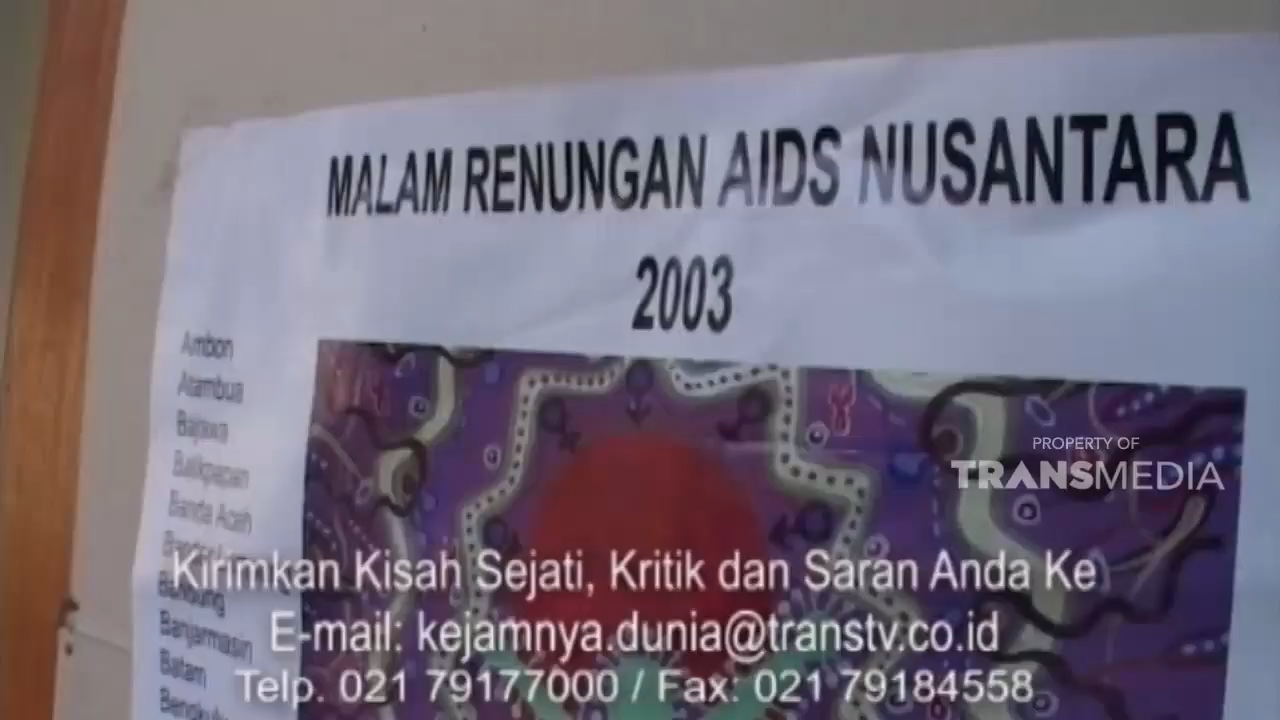 MALAM RENUNGAN AIDS NUSANTARA
2003
Ambon
Atambua
Bajawa
Balikpapan
Banda Aceh
Bandung
Banjarmasin
Batam
PROPERTY OF
TRANSMEDIA
Kirimkan Kisah Sejati, Kritik dan Saran Anda Ke
E-mail: kejamnya.dunia@transtv.co.id
Telp. 021 79177000 / Fax: 021 79184558